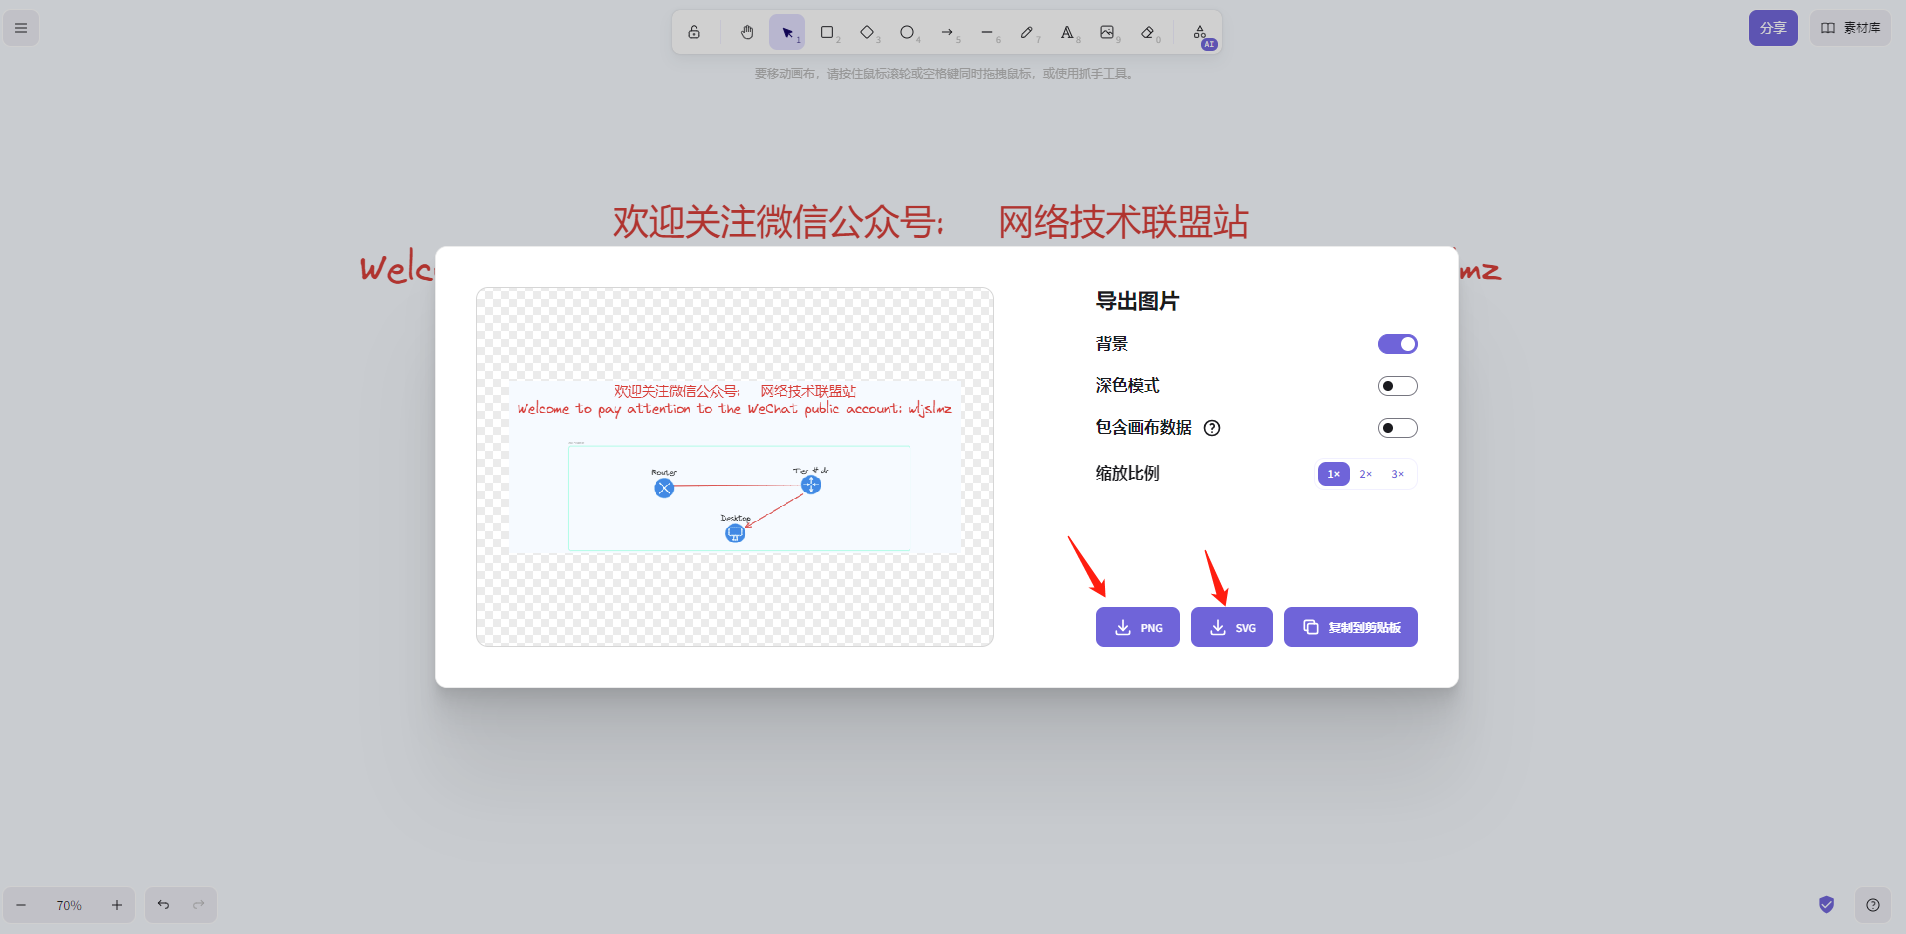 1 2 3 4 5 6 7 8 9 0 AI
分享 素材库
要移动画布，请按住鼠标滚轮或空格键同时拖拽鼠标，或使用抓手工具。
欢迎关注微信公众号： 网络技术联盟站
Welc
mz
欢迎关注微信公众号： 网络技术联盟站
Welcome to pay attention to the WeChat public account: wljslmz
Router
Desktop
导出图片
背景
深色模式
包含画布数据
缩放比例 1× 2× 3×
PNG SVG 复制到剪贴板
70%